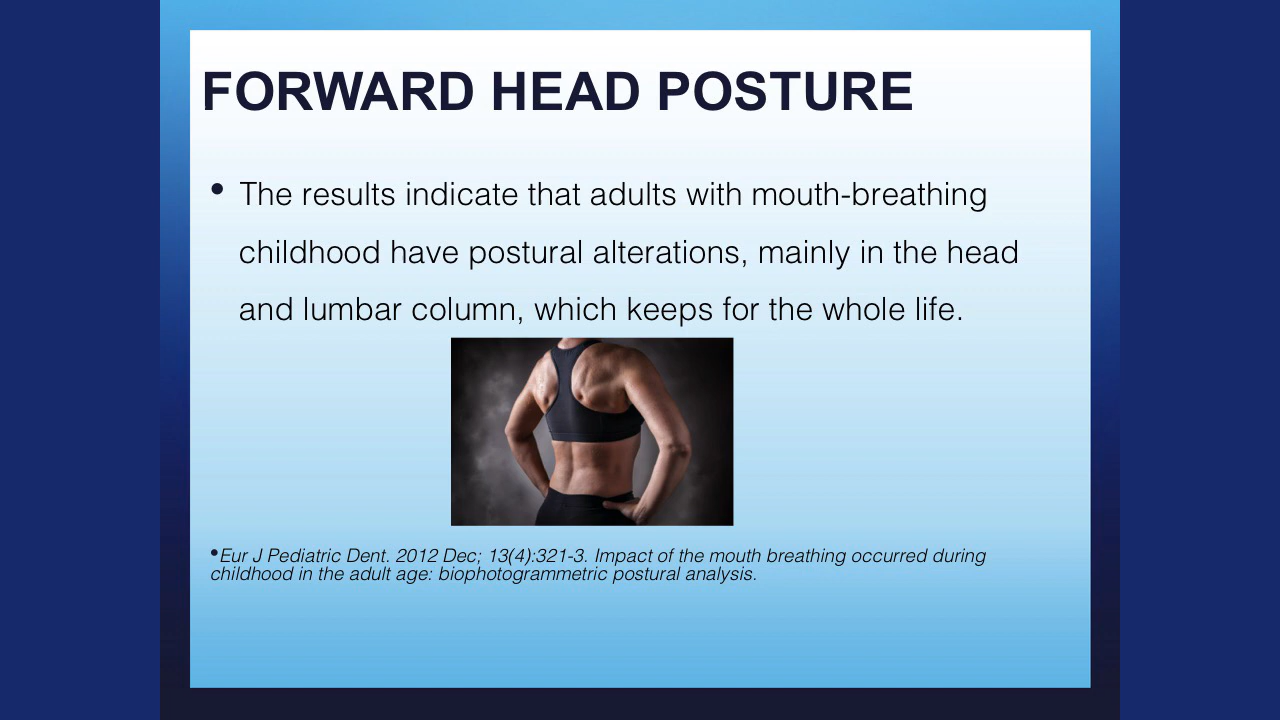 FORWARD HEAD POSTURE
• The results indicate that adults with mouth-breathing
childhood have postural alterations, mainly in the head
and lumbar column, which keeps for the whole life.
•Eur J Pediatric Dent. 2012 Dec; 13(4):321-3. Impact of the mouth breathing occurred during
childhood in the adult age: biophotogrammetric postural analysis.